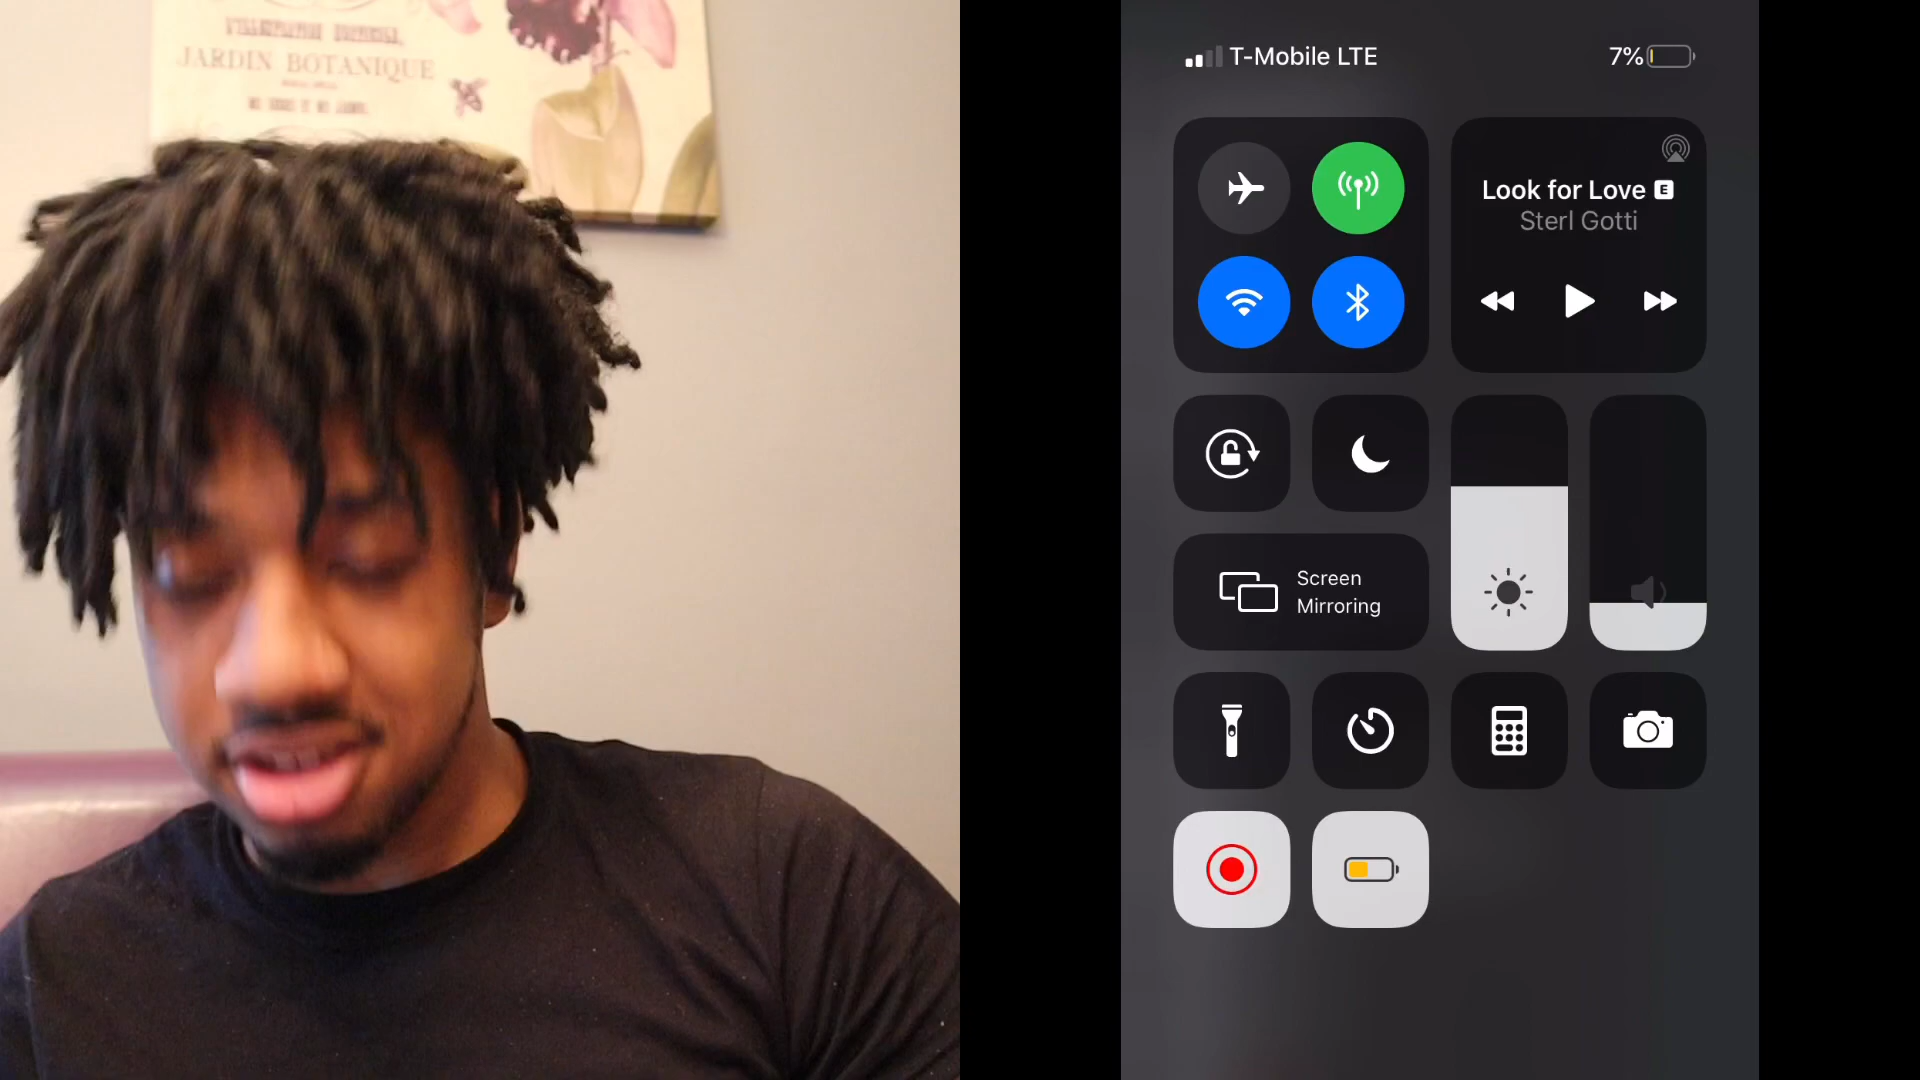 JARDIN BOTANIQUE
T-Mobile LTE
7%
Look for Love E
Sterl Gotti
Screen
Mirroring